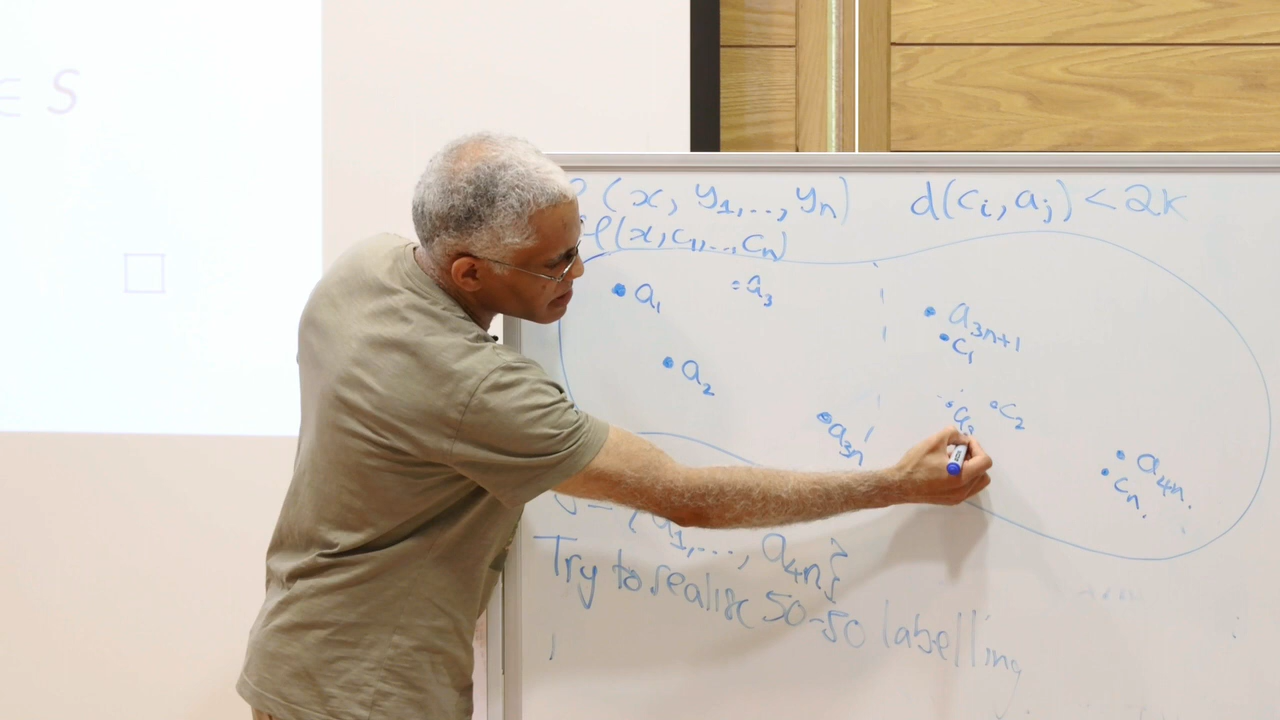 ∈ S
(x, y₁,..,yₙ) d(cᵢ,aⱼ) < 2k
φ(x,c₁,..,cₙ)
a₁ a₃
a₃ₙ₊₁
c₁
a₂
c₂
a₃ₙ
a₄ₙ
cₙ
a₁,..., a₄ₙ}
Try to realise 50-50 labelling